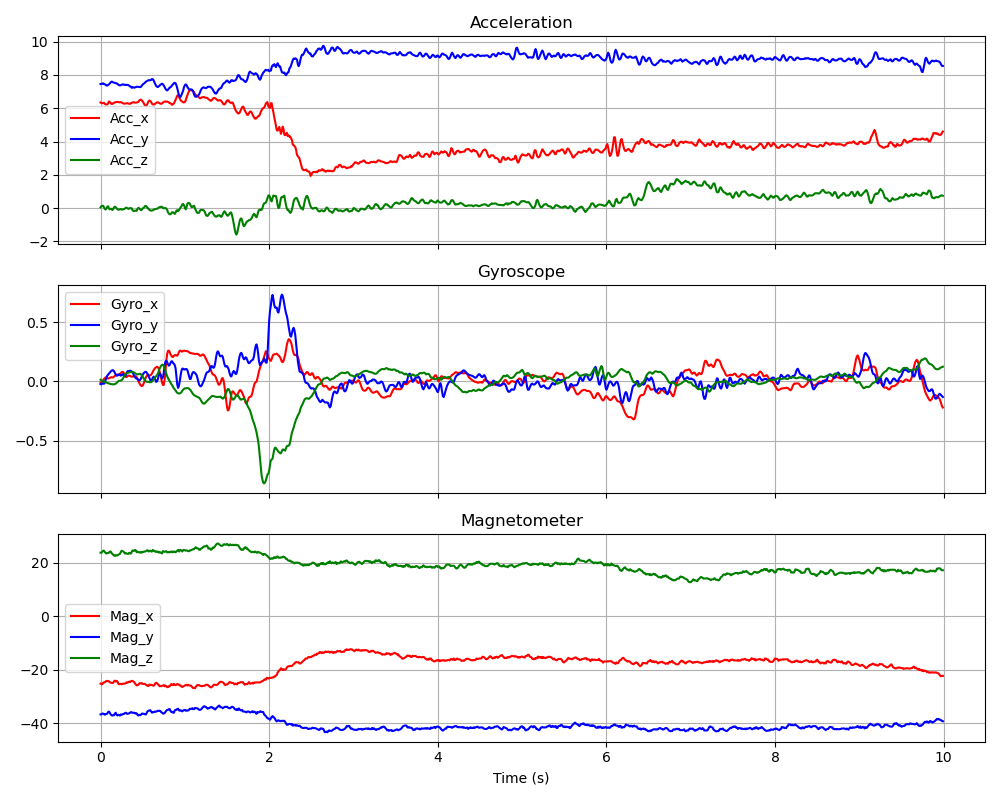 Acceleration
10
8
6
4
2
0
−2
Acc_x
Acc_y
Acc_z
Gyroscope
0.5
0.0
−0.5
Gyro_x
Gyro_y
Gyro_z
Magnetometer
20
0
−20
−40
Mag_x
Mag_y
Mag_z
0 2 4 6 8 10
Time (s)